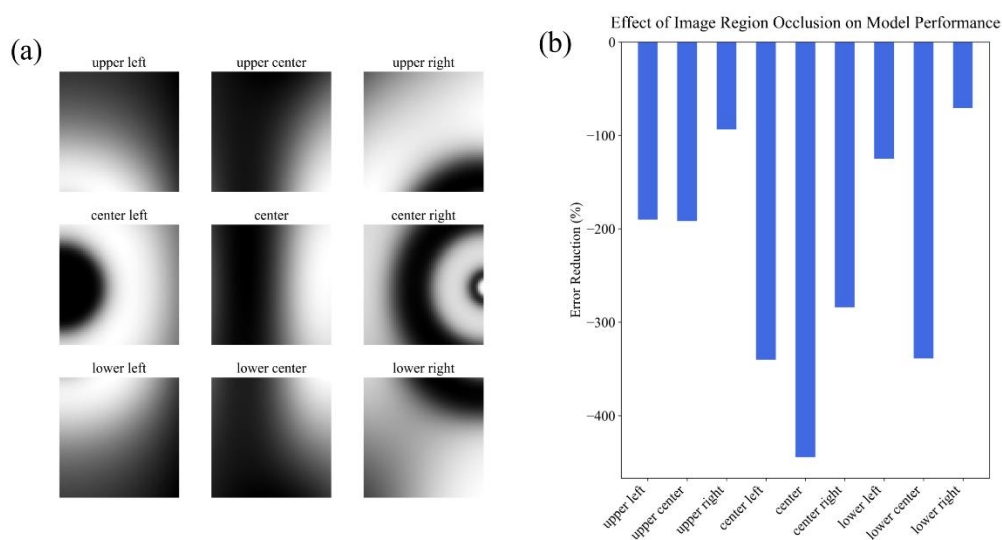 (a)
upper left
upper center
upper right
center left
center
center right
lower left
lower center
lower right
(b)
Effect of Image Region Occlusion on Model Performance
Error Reduction (%)
0
−100
−200
−300
−400
upper left
upper center
upper right
center left
center
center right
lower left
lower center
lower right